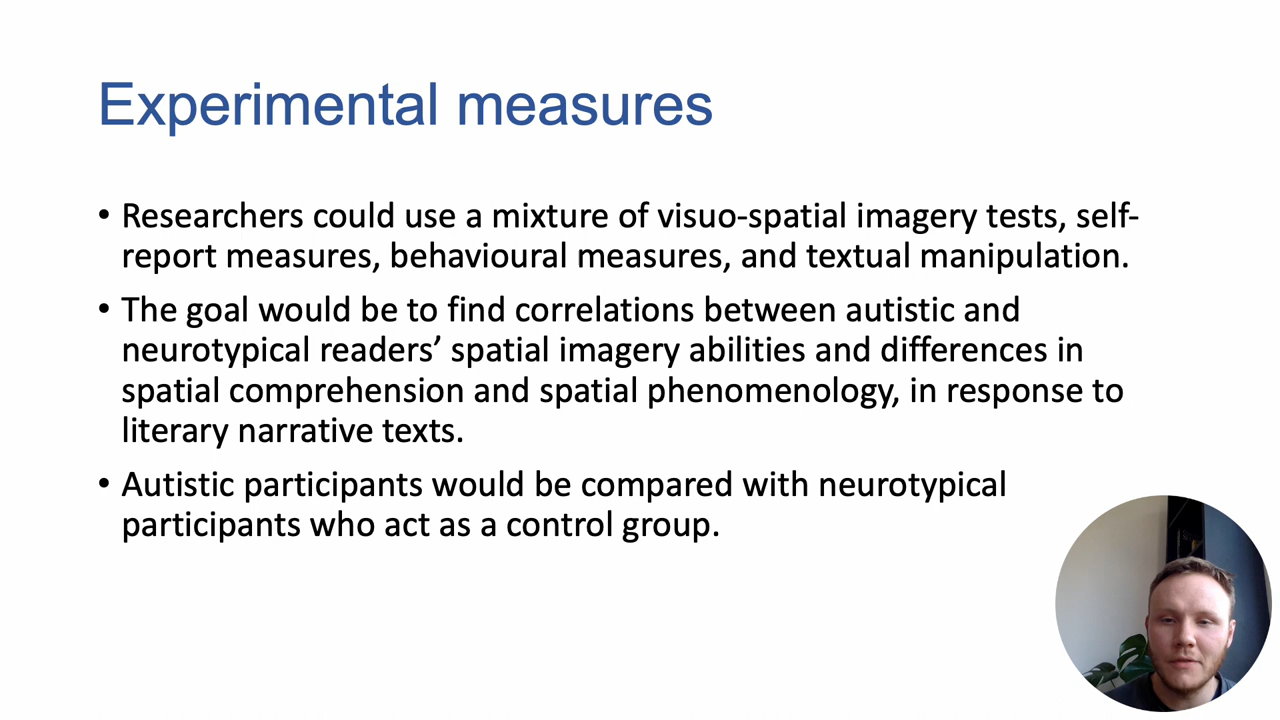 Experimental measures
• Researchers could use a mixture of visuo-spatial imagery tests, self-
report measures, behavioural measures, and textual manipulation.
• The goal would be to find correlations between autistic and
neurotypical readers’ spatial imagery abilities and differences in
spatial comprehension and spatial phenomenology, in response to
literary narrative texts.
• Autistic participants would be compared with neurotypical
participants who act as a control group.